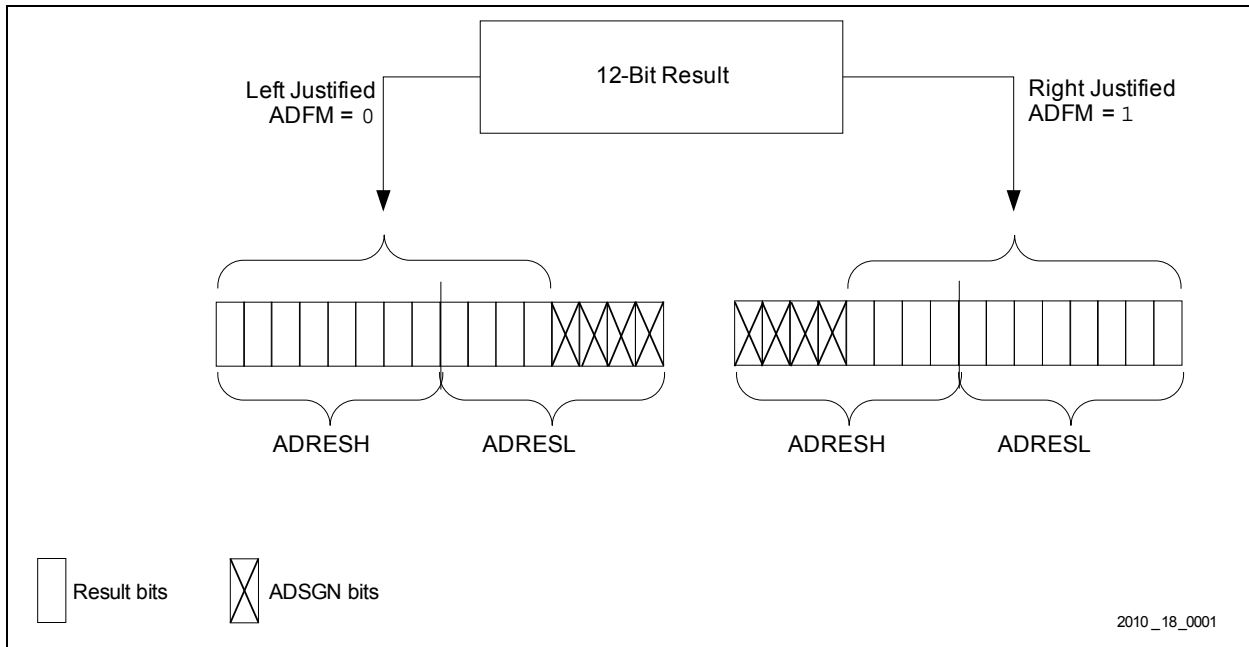 12-Bit Result
Left Justified
ADFM = 0
Right Justified
ADFM = 1
ADRESH
ADRESL
ADRESH
ADRESL
Result bits
ADSGN bits
2010_18_0001